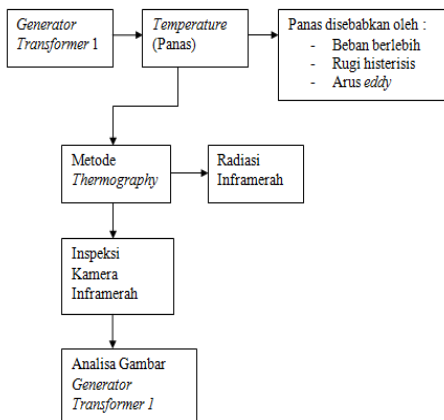 Generator
Transformer 1
Temperature
(Panas)
Panas disebabkan oleh :
- Beban berlebih
- Rugi histerisis
- Arus eddy
Metode
Thermography
Radiasi
Inframerah
Inspeksi
Kamera
Inframerah
Analisa Gambar
Generator
Transformer 1